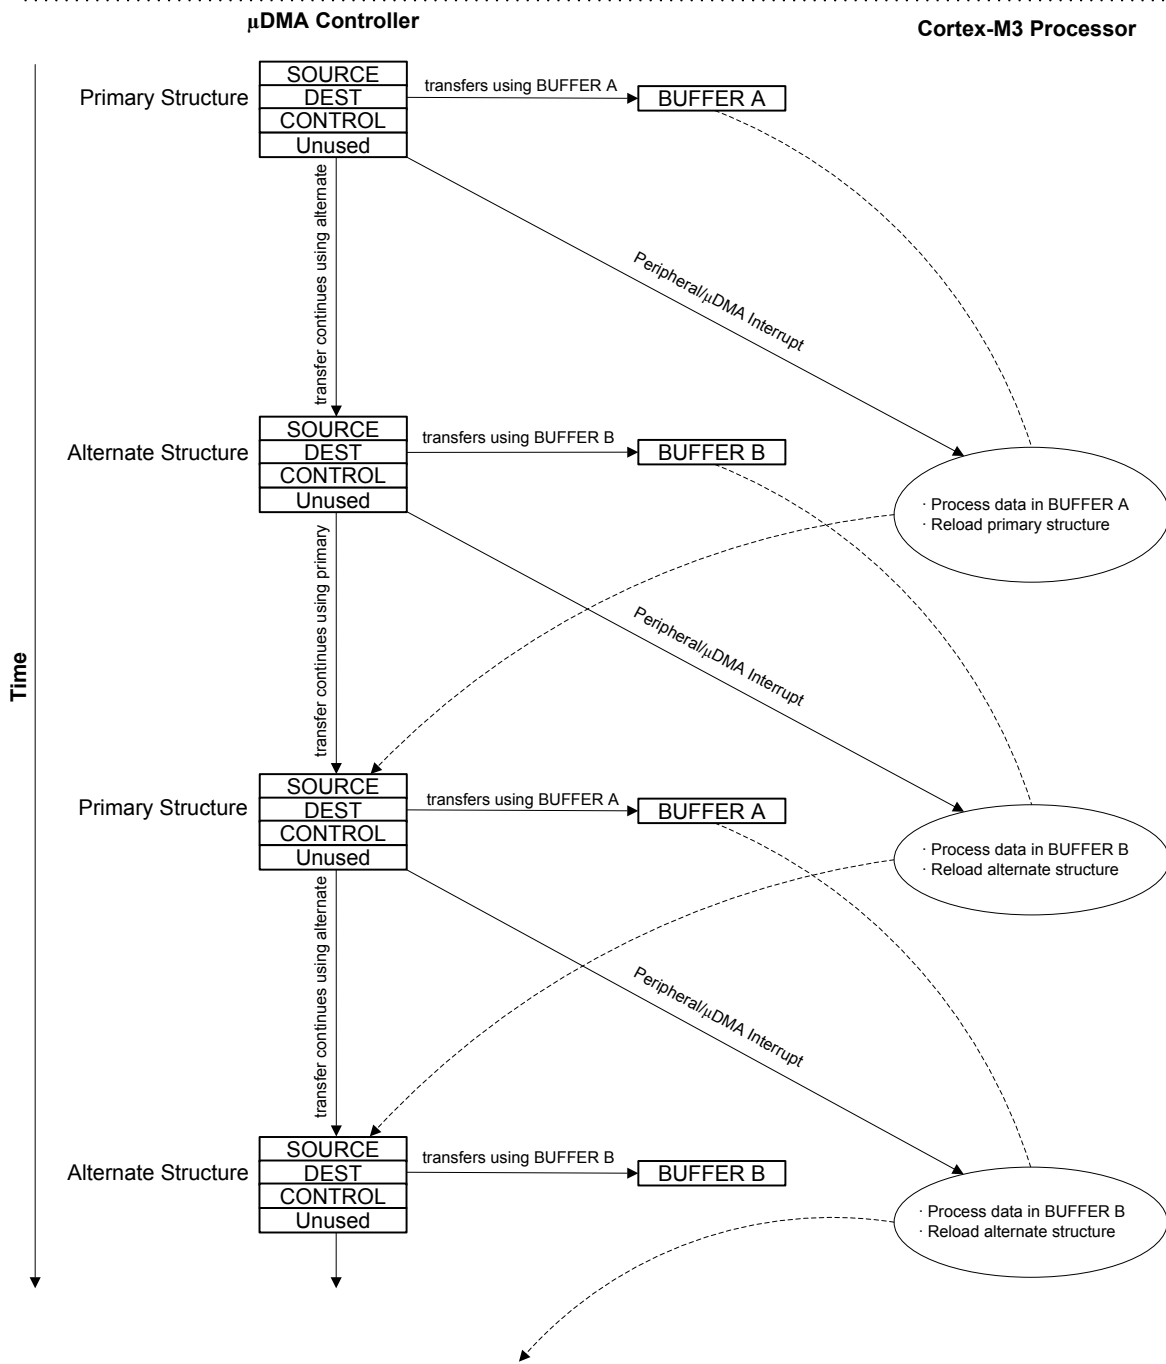 μDMA Controller
Cortex-M3 Processor
SOURCE
transfers using BUFFER A
Primary Structure
DEST
BUFFER A
CONTROL
Unused
transfer continues using alternate
Peripheral/μDMA Interrupt
SOURCE
transfers using BUFFER B
Alternate Structure
DEST
BUFFER B
CONTROL
Unused
· Process data in BUFFER A
· Reload primary structure
transfer continues using primary
Peripheral/μDMA Interrupt
Time
SOURCE
transfers using BUFFER A
Primary Structure
DEST
BUFFER A
CONTROL
Unused
· Process data in BUFFER B
· Reload alternate structure
transfer continues using alternate
Peripheral/μDMA Interrupt
SOURCE
transfers using BUFFER B
Alternate Structure
DEST
BUFFER B
CONTROL
Unused
· Process data in BUFFER B
· Reload alternate structure